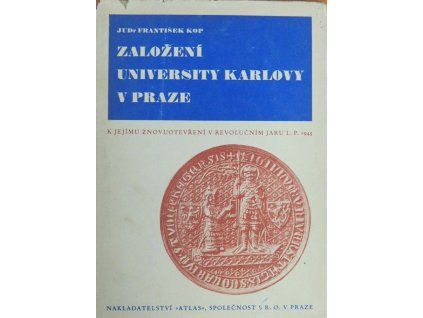 JUDr FRANTIŠEK KOP
ZALOŽENÍ
UNIVERSITY KARLOVY
V PRAZE
K JEJÍMU ZNOVUOTEVŘENÍ V REVOLUČNÍM JARU L. P. 1945
NAKLADATELSTVÍ »ATLAS«, SPOLEČNOST S R. O. V PRAZE